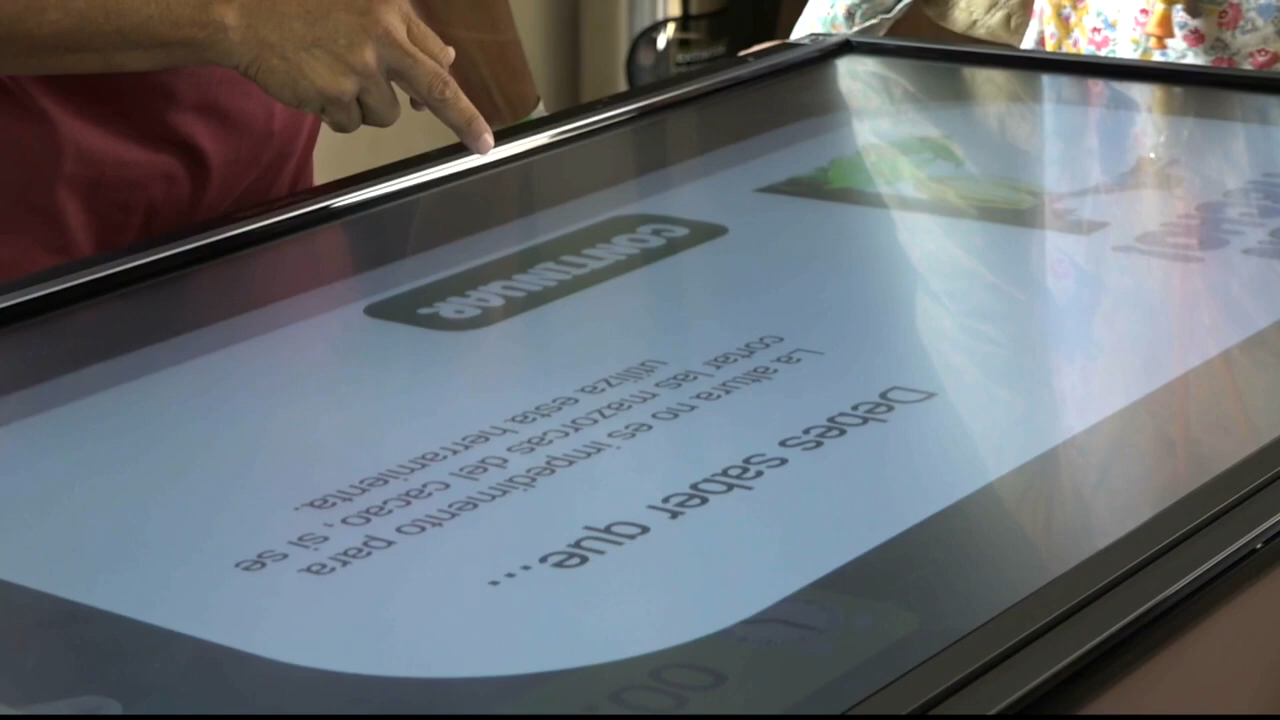 Debes saber que...
La altura no es impedimento para
cortar las mazorcas del cacao, si se
utiliza esta herramienta.
CONTINUAR